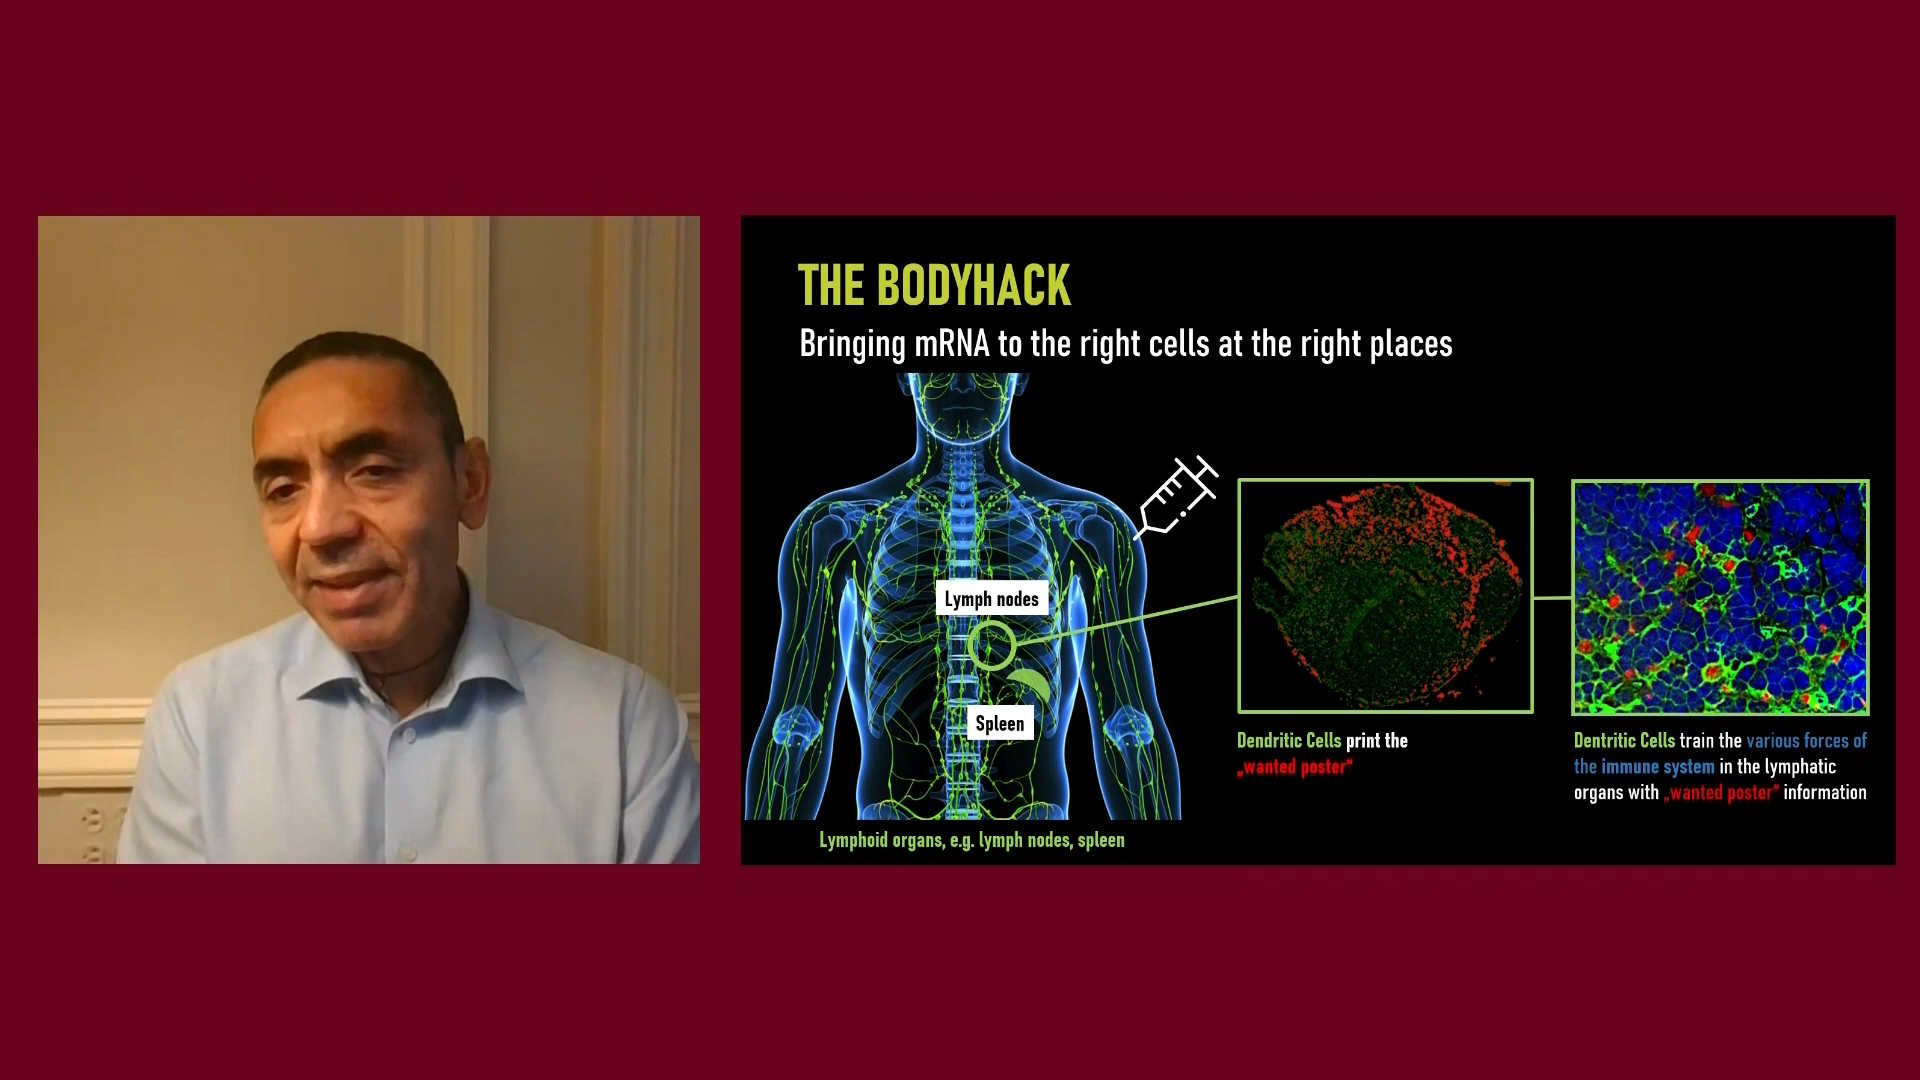 THE BODYHACK
Bringing mRNA to the right cells at the right places
Lymph nodes
Spleen
Lymphoid organs, e.g. lymph nodes, spleen
Dendritic Cells print the
„wanted poster“
Dentritic Cells train the various forces of
the immune system in the lymphatic
organs with „wanted poster“ information